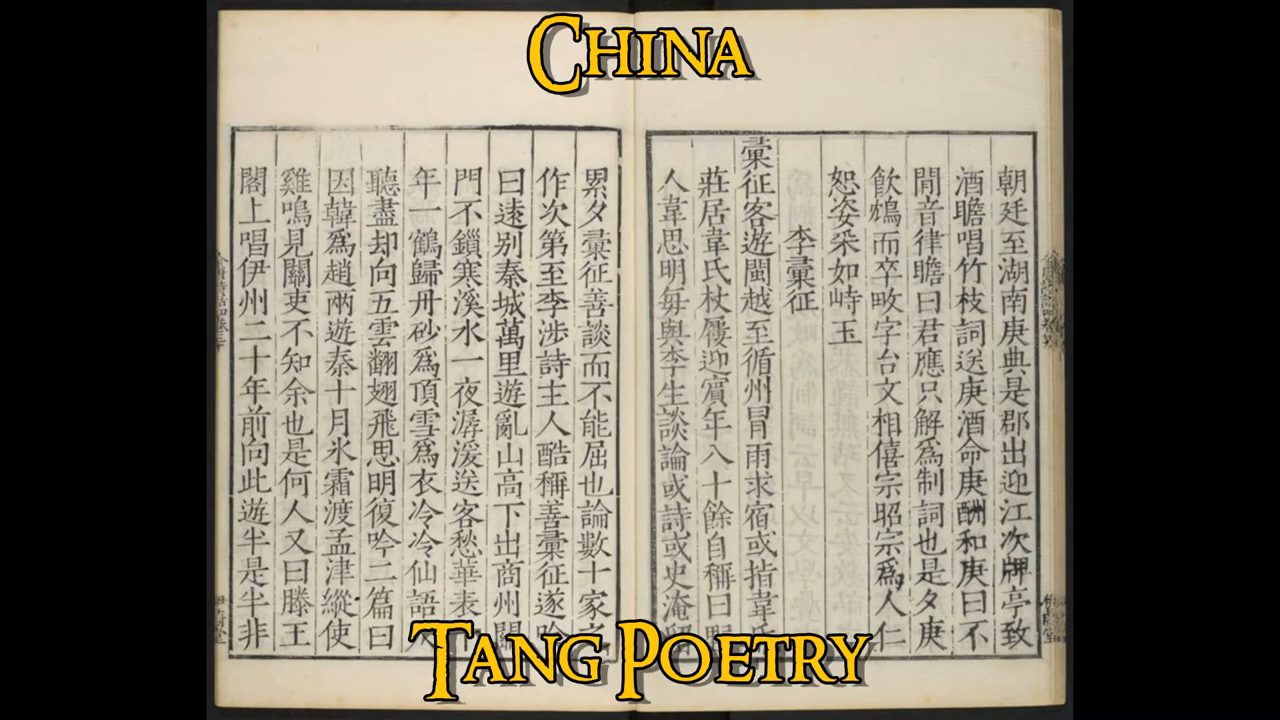 CHINA
朝廷至湖南庚典是郡出迎江次牌亭致
酒瞻唱竹枝詞送庚酒命庚酬和庚曰不
閒音律瞻曰君應只解爲制詞也是夕庚
飲鴆而卒畋字台文相僖宗昭宗爲人仁
恕姿采如峙玉
李彙征
彙征客遊閩越至循州冒雨求宿或指韋氏
莊居韋氏杖屨迎賓年八十餘自稱曰
人韋思明每與李生談論或詩或史淹留
累夕彙征善談而不能屈也論數十家之
作次第至李涉詩主人酷稱善彙征遂吟
曰遠別秦城萬里遊亂山高下出商州關
門不鎖寒溪水一夜潺湲送客愁華表
年一鶴歸丹砂爲頂雪爲衣冷冷仙語
聽盡却向五雲翻翅飛思明復吟二篇曰
因韓爲趙兩遊秦十月氷霜渡孟津縱使
雞鳴見關吏不知余也是何人又曰滕王
閣上唱伊州二十年前向此遊半是半非
TANG POETRY